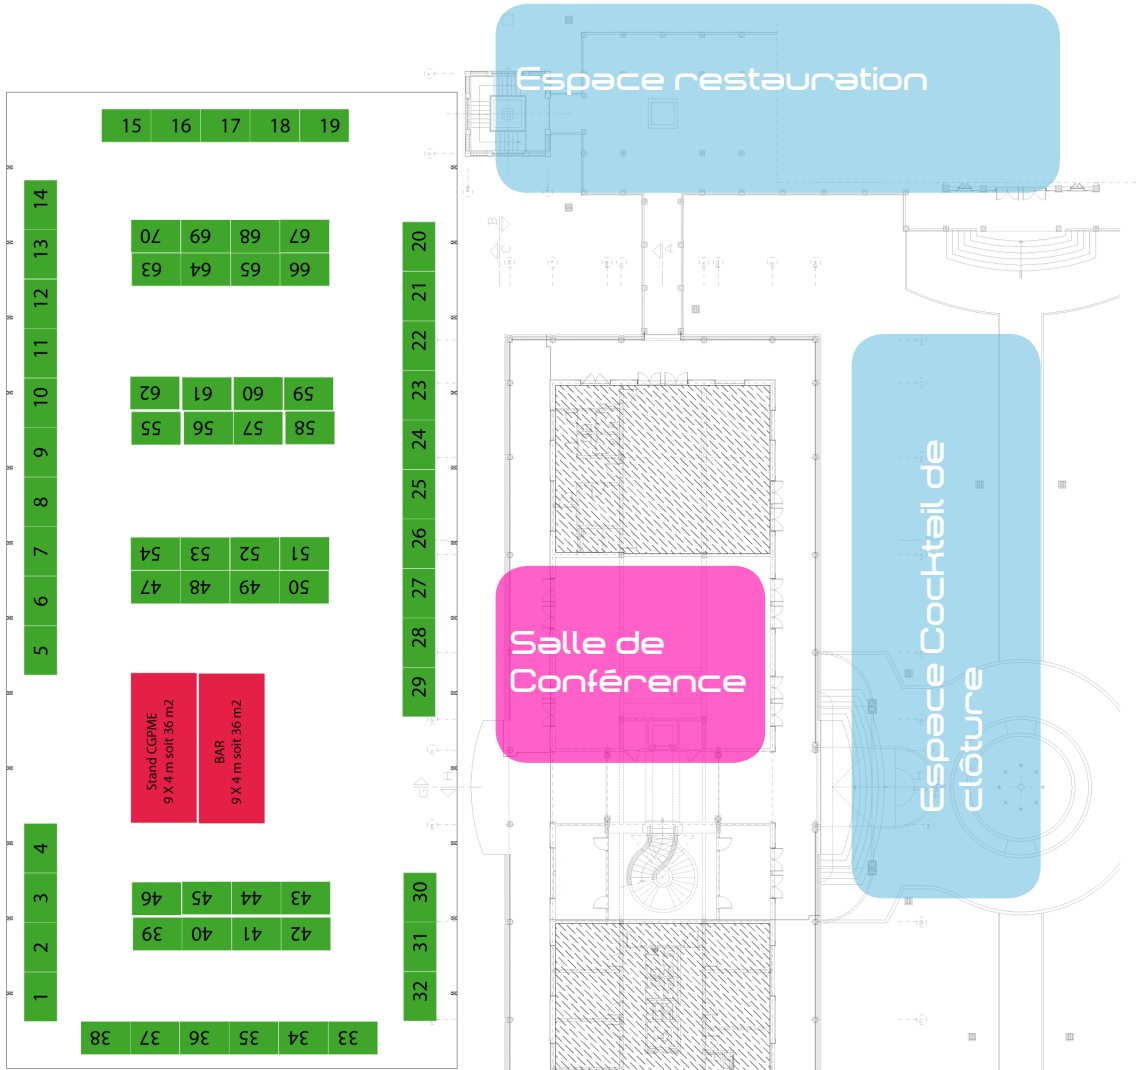 Espace restauration
15 16 17 18 19
14
13
12
11
10
9
8
7
6
5
70 69 68 67
63 64 65 66
20
21
22
23
24
25
26
27
28
29
62 61 60 59
55 56 57 58
54 53 52 51
47 48 49 50
Stand CGPME
9 X 4 m soit 36 m2
BAR
9 X 4 m soit 36 m2
Salle de
Conférence
Espace Cocktail de
clôture
4
3
2
1
46 45 44 43
39 40 41 42
30
31
32
38 37 36 35 34 33
B
C
A
G
H
H